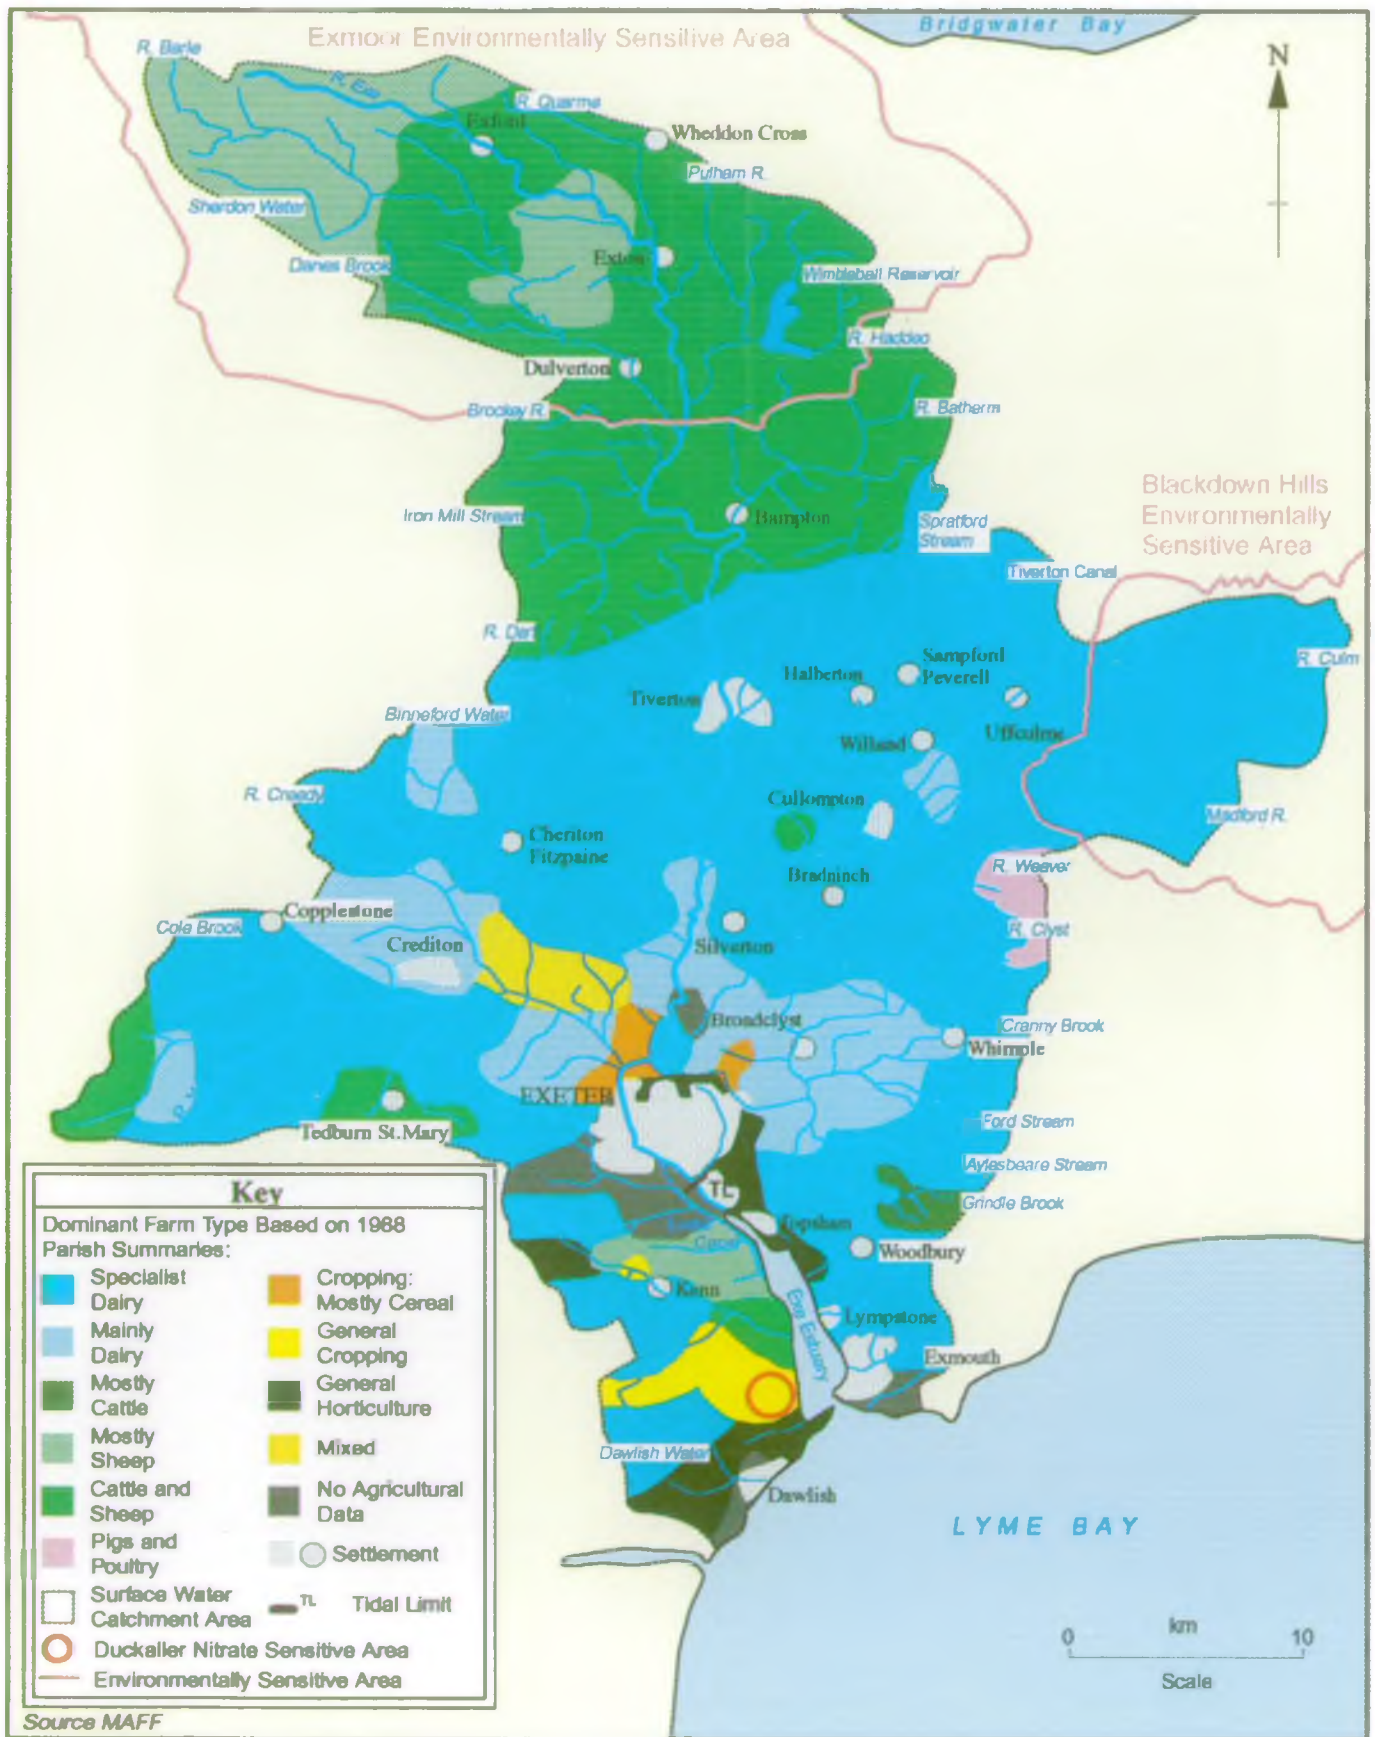 Bridgwater Bay
Exmoor Environmentally Sensitive Area
N
R. Barle
R. Exe
R. Quarme
Exford
Wheddon Cross
Pulham R.
Sherdon Water
Danes Brook
Exton
Wimbleball Reservoir
R. Haddeo
Dulverton
Brockey R.
R. Batherm
Blackdown Hills
Environmentally
Sensitive Area
Iron Mill Stream
Bampton
Spratford
Stream
Tiverton Canal
R. Dart
R. Culm
Sampford
Peverell
Halberton
Tiverton
Binneford Water
Willand
Uffculme
R. Creedy
Cullompton
Madford R.
Cheriton
Fitzpaine
Bradninch
R. Weaver
Copplestone
Cole Brook
Crediton
Silverton
R. Clyst
Broadclyst
Cranny Brook
Whimple
EXETER
Ford Stream
Tedburn St.Mary
Aylesbeare Stream
TL
Grindle Brook
Topsham
Woodbury
Kenn
Exe Estuary
Lympstone
Exmouth
Dawlish Water
Dawlish
LYME BAY
Key
Dominant Farm Type Based on 1988
Parish Summaries:
Specialist
Dairy
Mainly
Dairy
Mostly
Cattle
Mostly
Sheep
Cattle and
Sheep
Pigs and
Poultry
Surface Water
Catchment Area
Cropping:
Mostly Cereal
General
Cropping
General
Horticulture
Mixed
No Agricultural
Data
Settlement
TL Tidal Limit
Duckaller Nitrate Sensitive Area
Environmentally Sensitive Area
km
0 10
Scale
Source MAFF